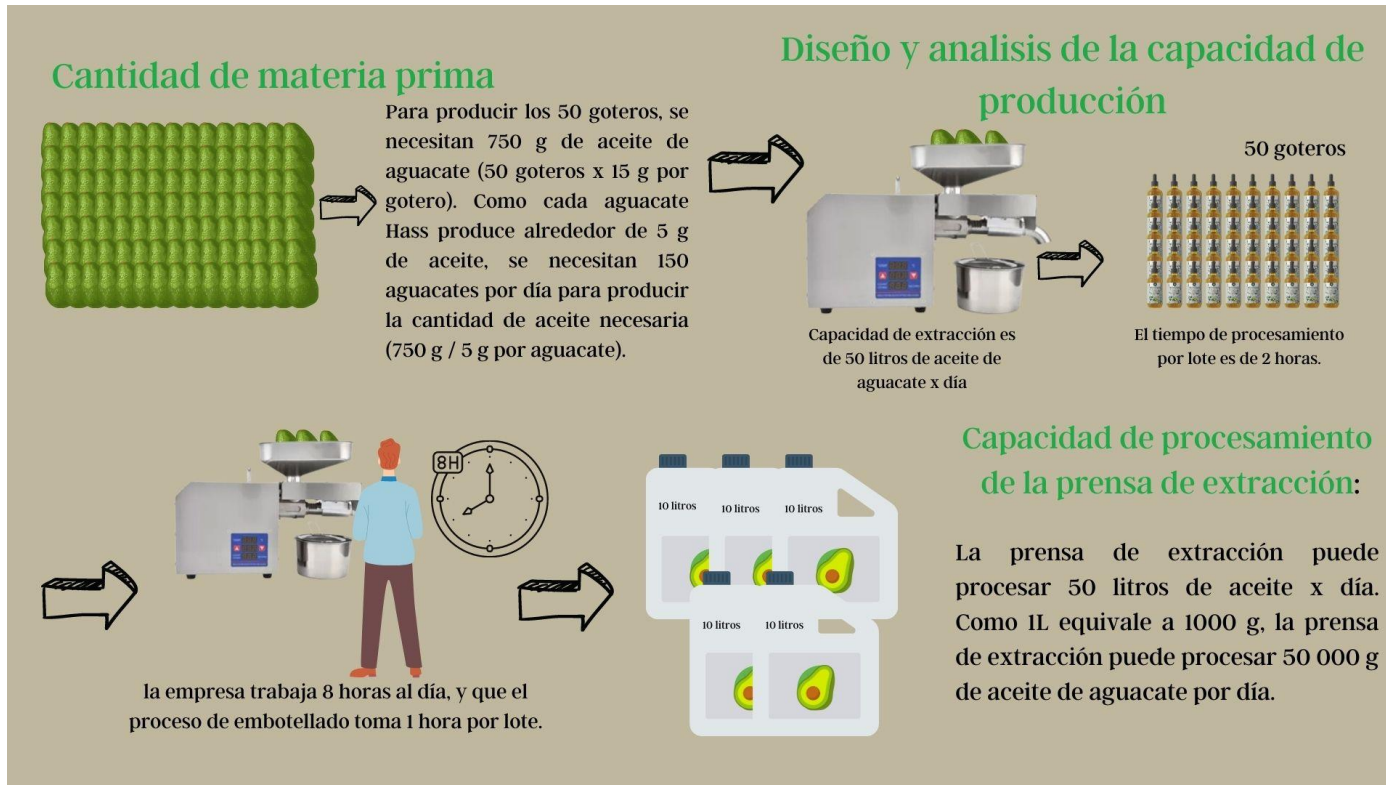 Cantidad de materia prima
Para producir los 50 goteros, se
necesitan 750 g de aceite de
aguacate (50 goteros x 15 g por
gotero). Como cada aguacate
Hass produce alrededor de 5 g
de aceite, se necesitan 150
aguacates por día para producir
la cantidad de aceite necesaria
(750 g / 5 g por aguacate).
Diseño y analisis de la capacidad de
producción
50 goteros
Capacidad de extracción es
de 50 litros de aceite de
aguacate x día
El tiempo de procesamiento
por lote es de 2 horas.
8H
la empresa trabaja 8 horas al día, y que el
proceso de embotellado toma 1 hora por lote.
10 litros
10 litros
10 litros
10 litros
10 litros
Capacidad de procesamiento
de la prensa de extracción:
La prensa de extracción puede
procesar 50 litros de aceite x día.
Como 1L equivale a 1000 g, la prensa
de extracción puede procesar 50 000 g
de aceite de aguacate por día.